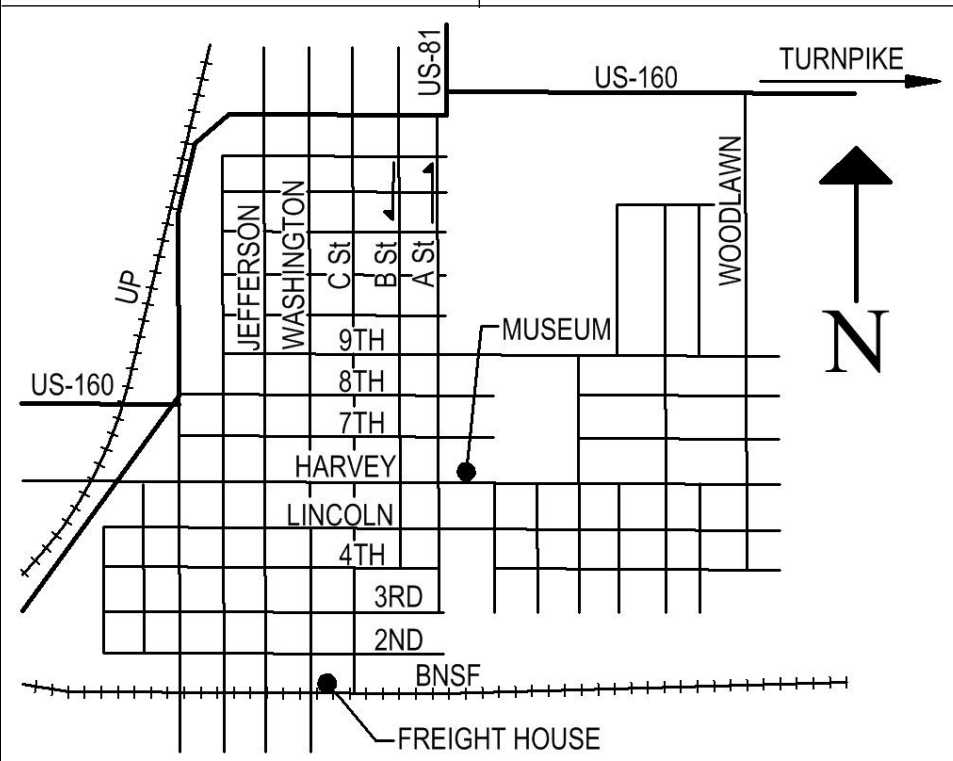 US-81
US-160
TURNPIKE
UP
JEFFERSON
WASHINGTON
C St
B St
A St
WOODLAWN
N
9TH
MUSEUM
US-160
8TH
7TH
HARVEY
LINCOLN
4TH
3RD
2ND
BNSF
FREIGHT HOUSE